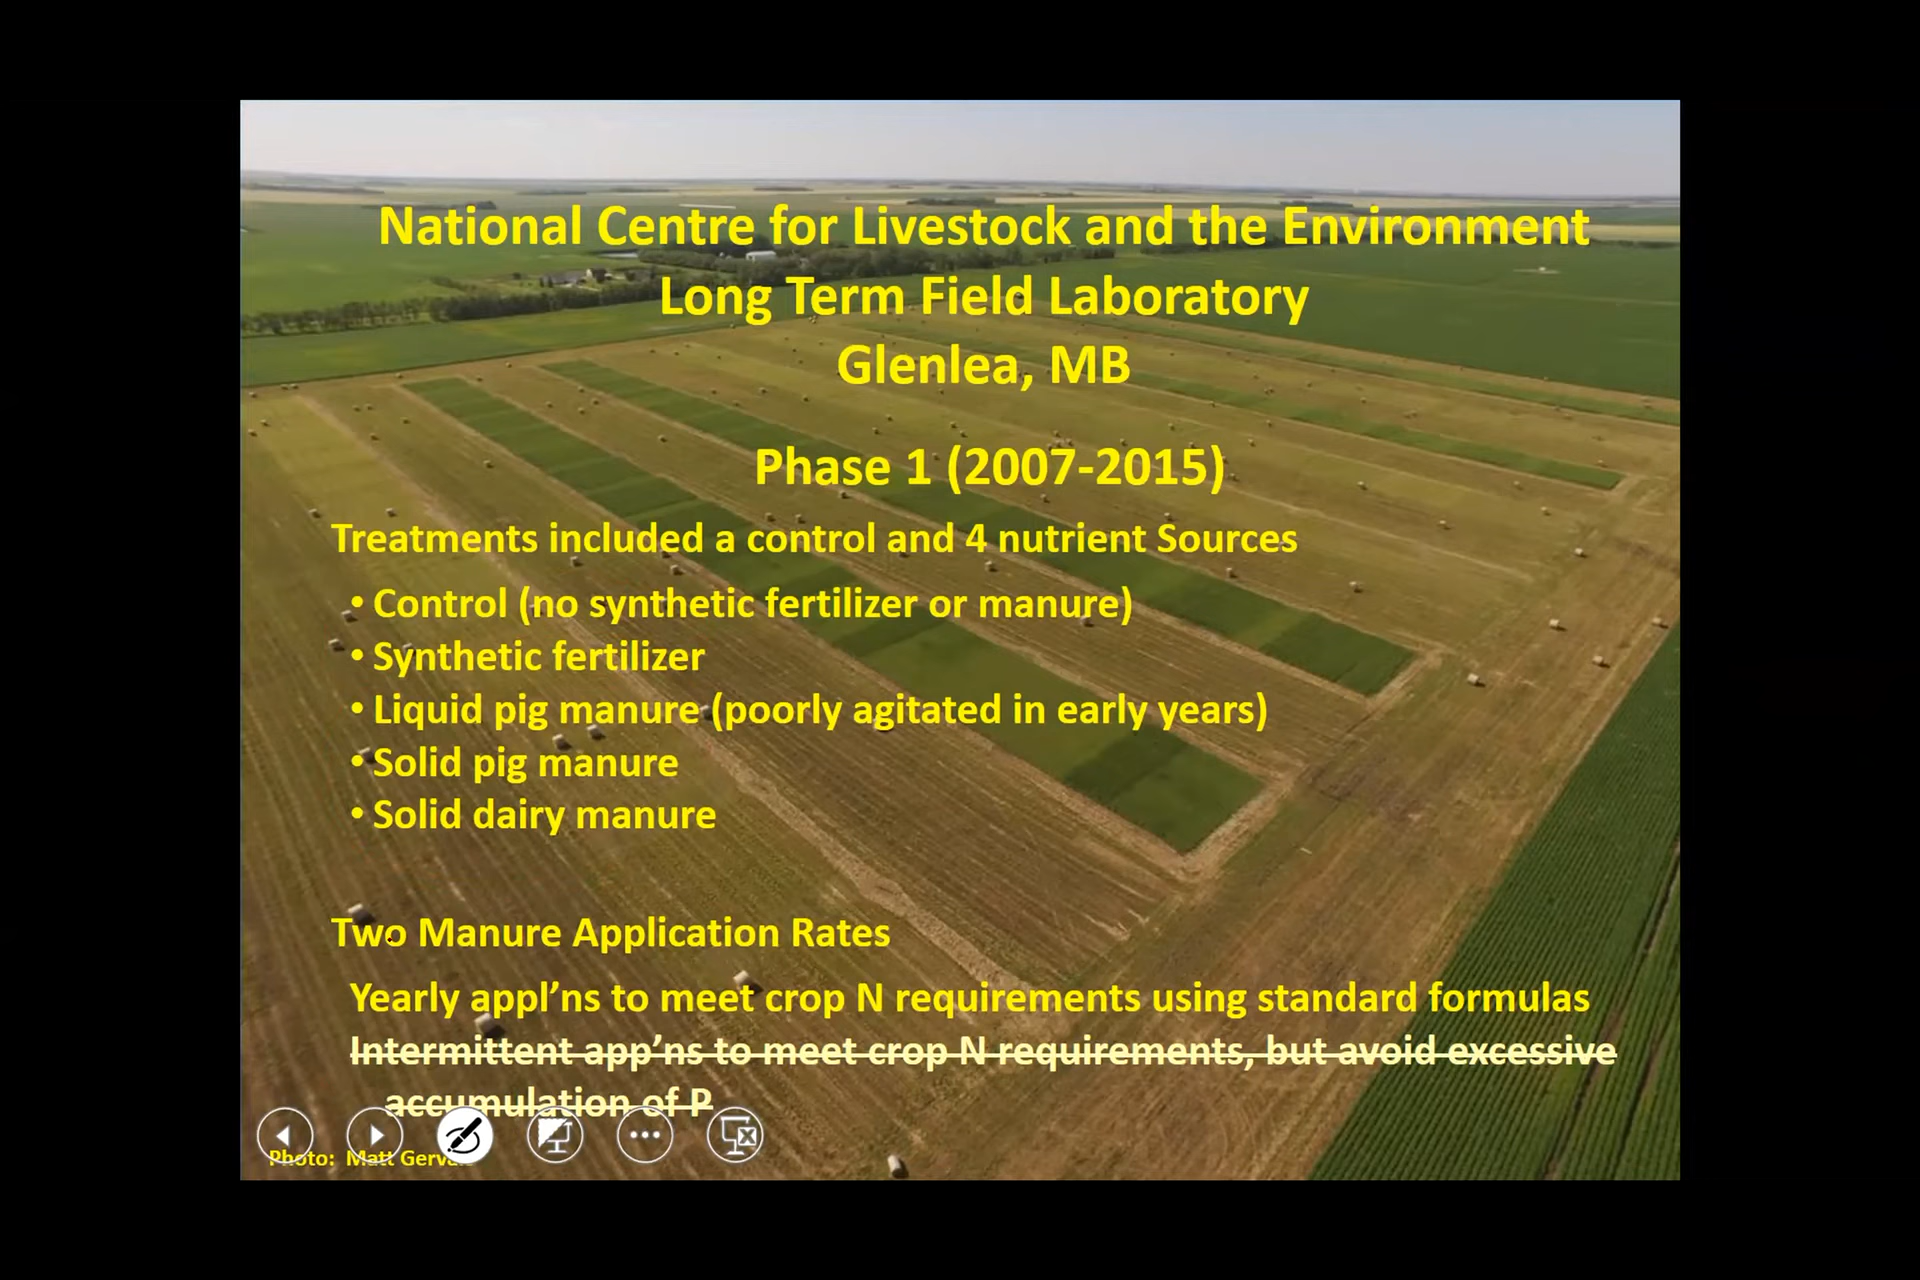 National Centre for Livestock and the Environment
Long Term Field Laboratory
Glenlea, MB
Phase 1 (2007-2015)
Treatments included a control and 4 nutrient Sources
• Control (no synthetic fertilizer or manure)
• Synthetic fertilizer
• Liquid pig manure (poorly agitated in early years)
• Solid pig manure
• Solid dairy manure
Two Manure Application Rates
Yearly appl’ns to meet crop N requirements using standard formulas
Intermittent app’ns to meet crop N requirements, but avoid excessive
accumulation of P
Photo: Matt